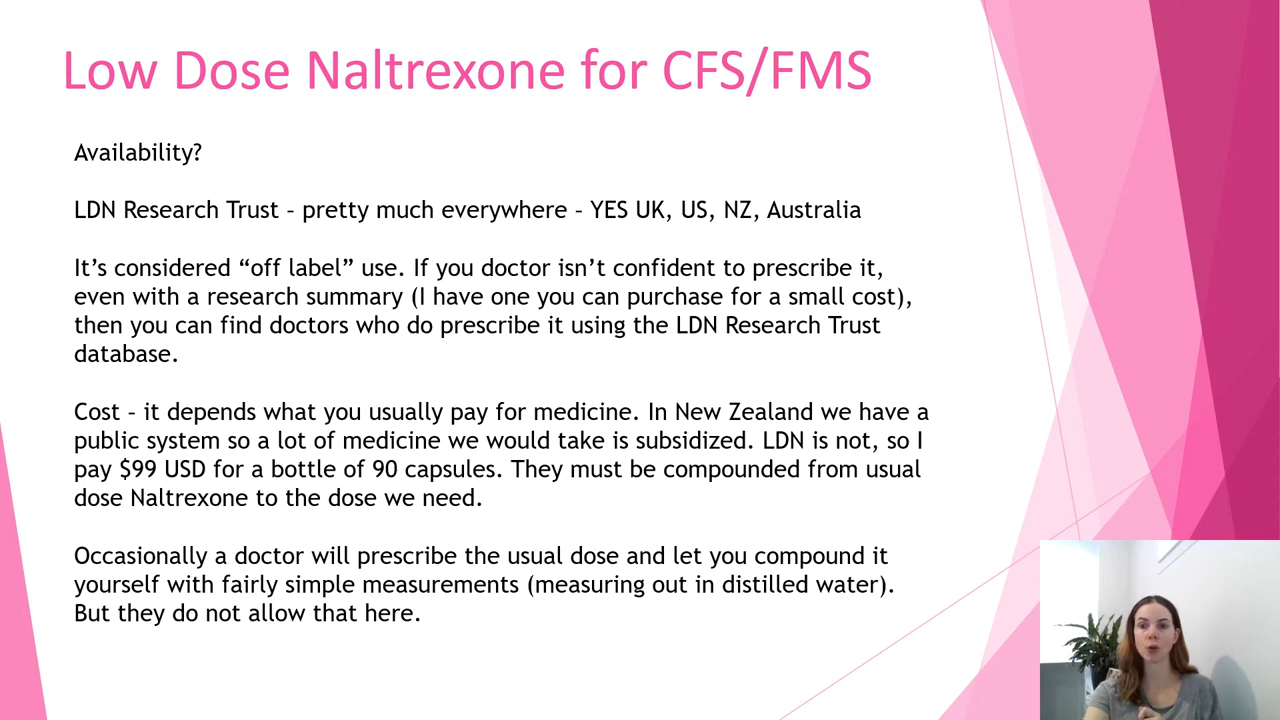 Low Dose Naltrexone for CFS/FMS
Availability?
LDN Research Trust – pretty much everywhere – YES UK, US, NZ, Australia
It’s considered “off label” use. If you doctor isn’t confident to prescribe it,
even with a research summary (I have one you can purchase for a small cost),
then you can find doctors who do prescribe it using the LDN Research Trust
database.
Cost – it depends what you usually pay for medicine. In New Zealand we have a
public system so a lot of medicine we would take is subsidized. LDN is not, so I
pay $99 USD for a bottle of 90 capsules. They must be compounded from usual
dose Naltrexone to the dose we need.
Occasionally a doctor will prescribe the usual dose and let you compound it
yourself with fairly simple measurements (measuring out in distilled water).
But they do not allow that here.